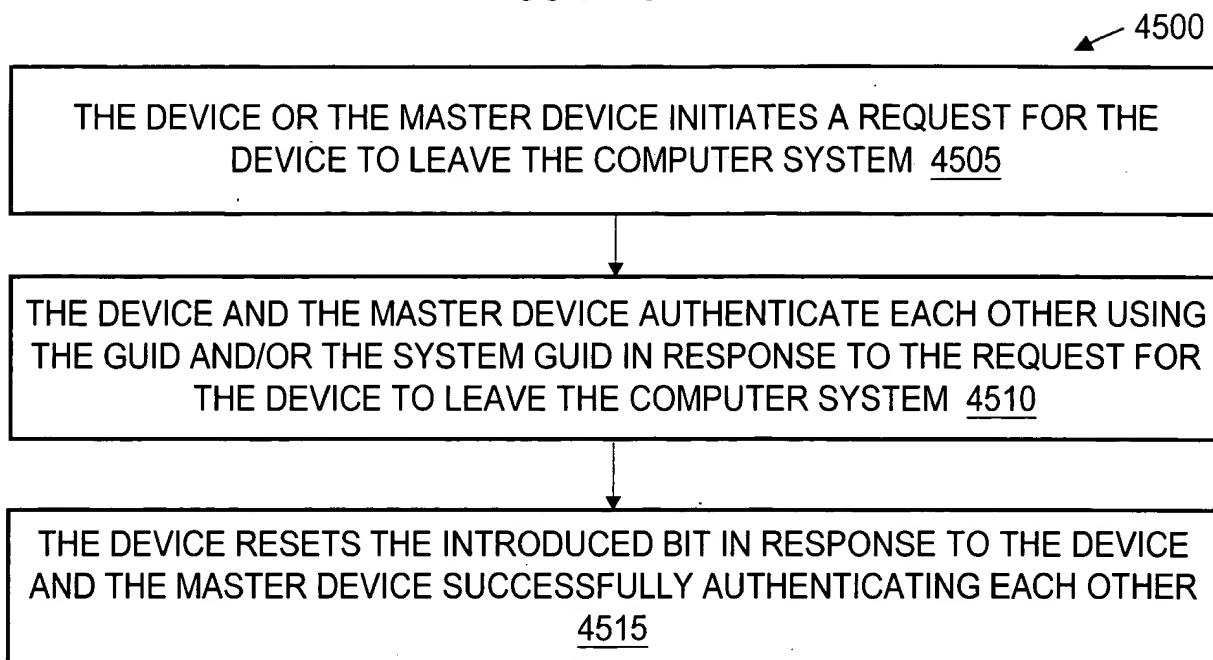 4500
THE DEVICE OR THE MASTER DEVICE INITIATES A REQUEST FOR THE
DEVICE TO LEAVE THE COMPUTER SYSTEM 4505
THE DEVICE AND THE MASTER DEVICE AUTHENTICATE EACH OTHER USING
THE GUID AND/OR THE SYSTEM GUID IN RESPONSE TO THE REQUEST FOR
THE DEVICE TO LEAVE THE COMPUTER SYSTEM 4510
THE DEVICE RESETS THE INTRODUCED BIT IN RESPONSE TO THE DEVICE
AND THE MASTER DEVICE SUCCESSFULLY AUTHENTICATING EACH OTHER
4515